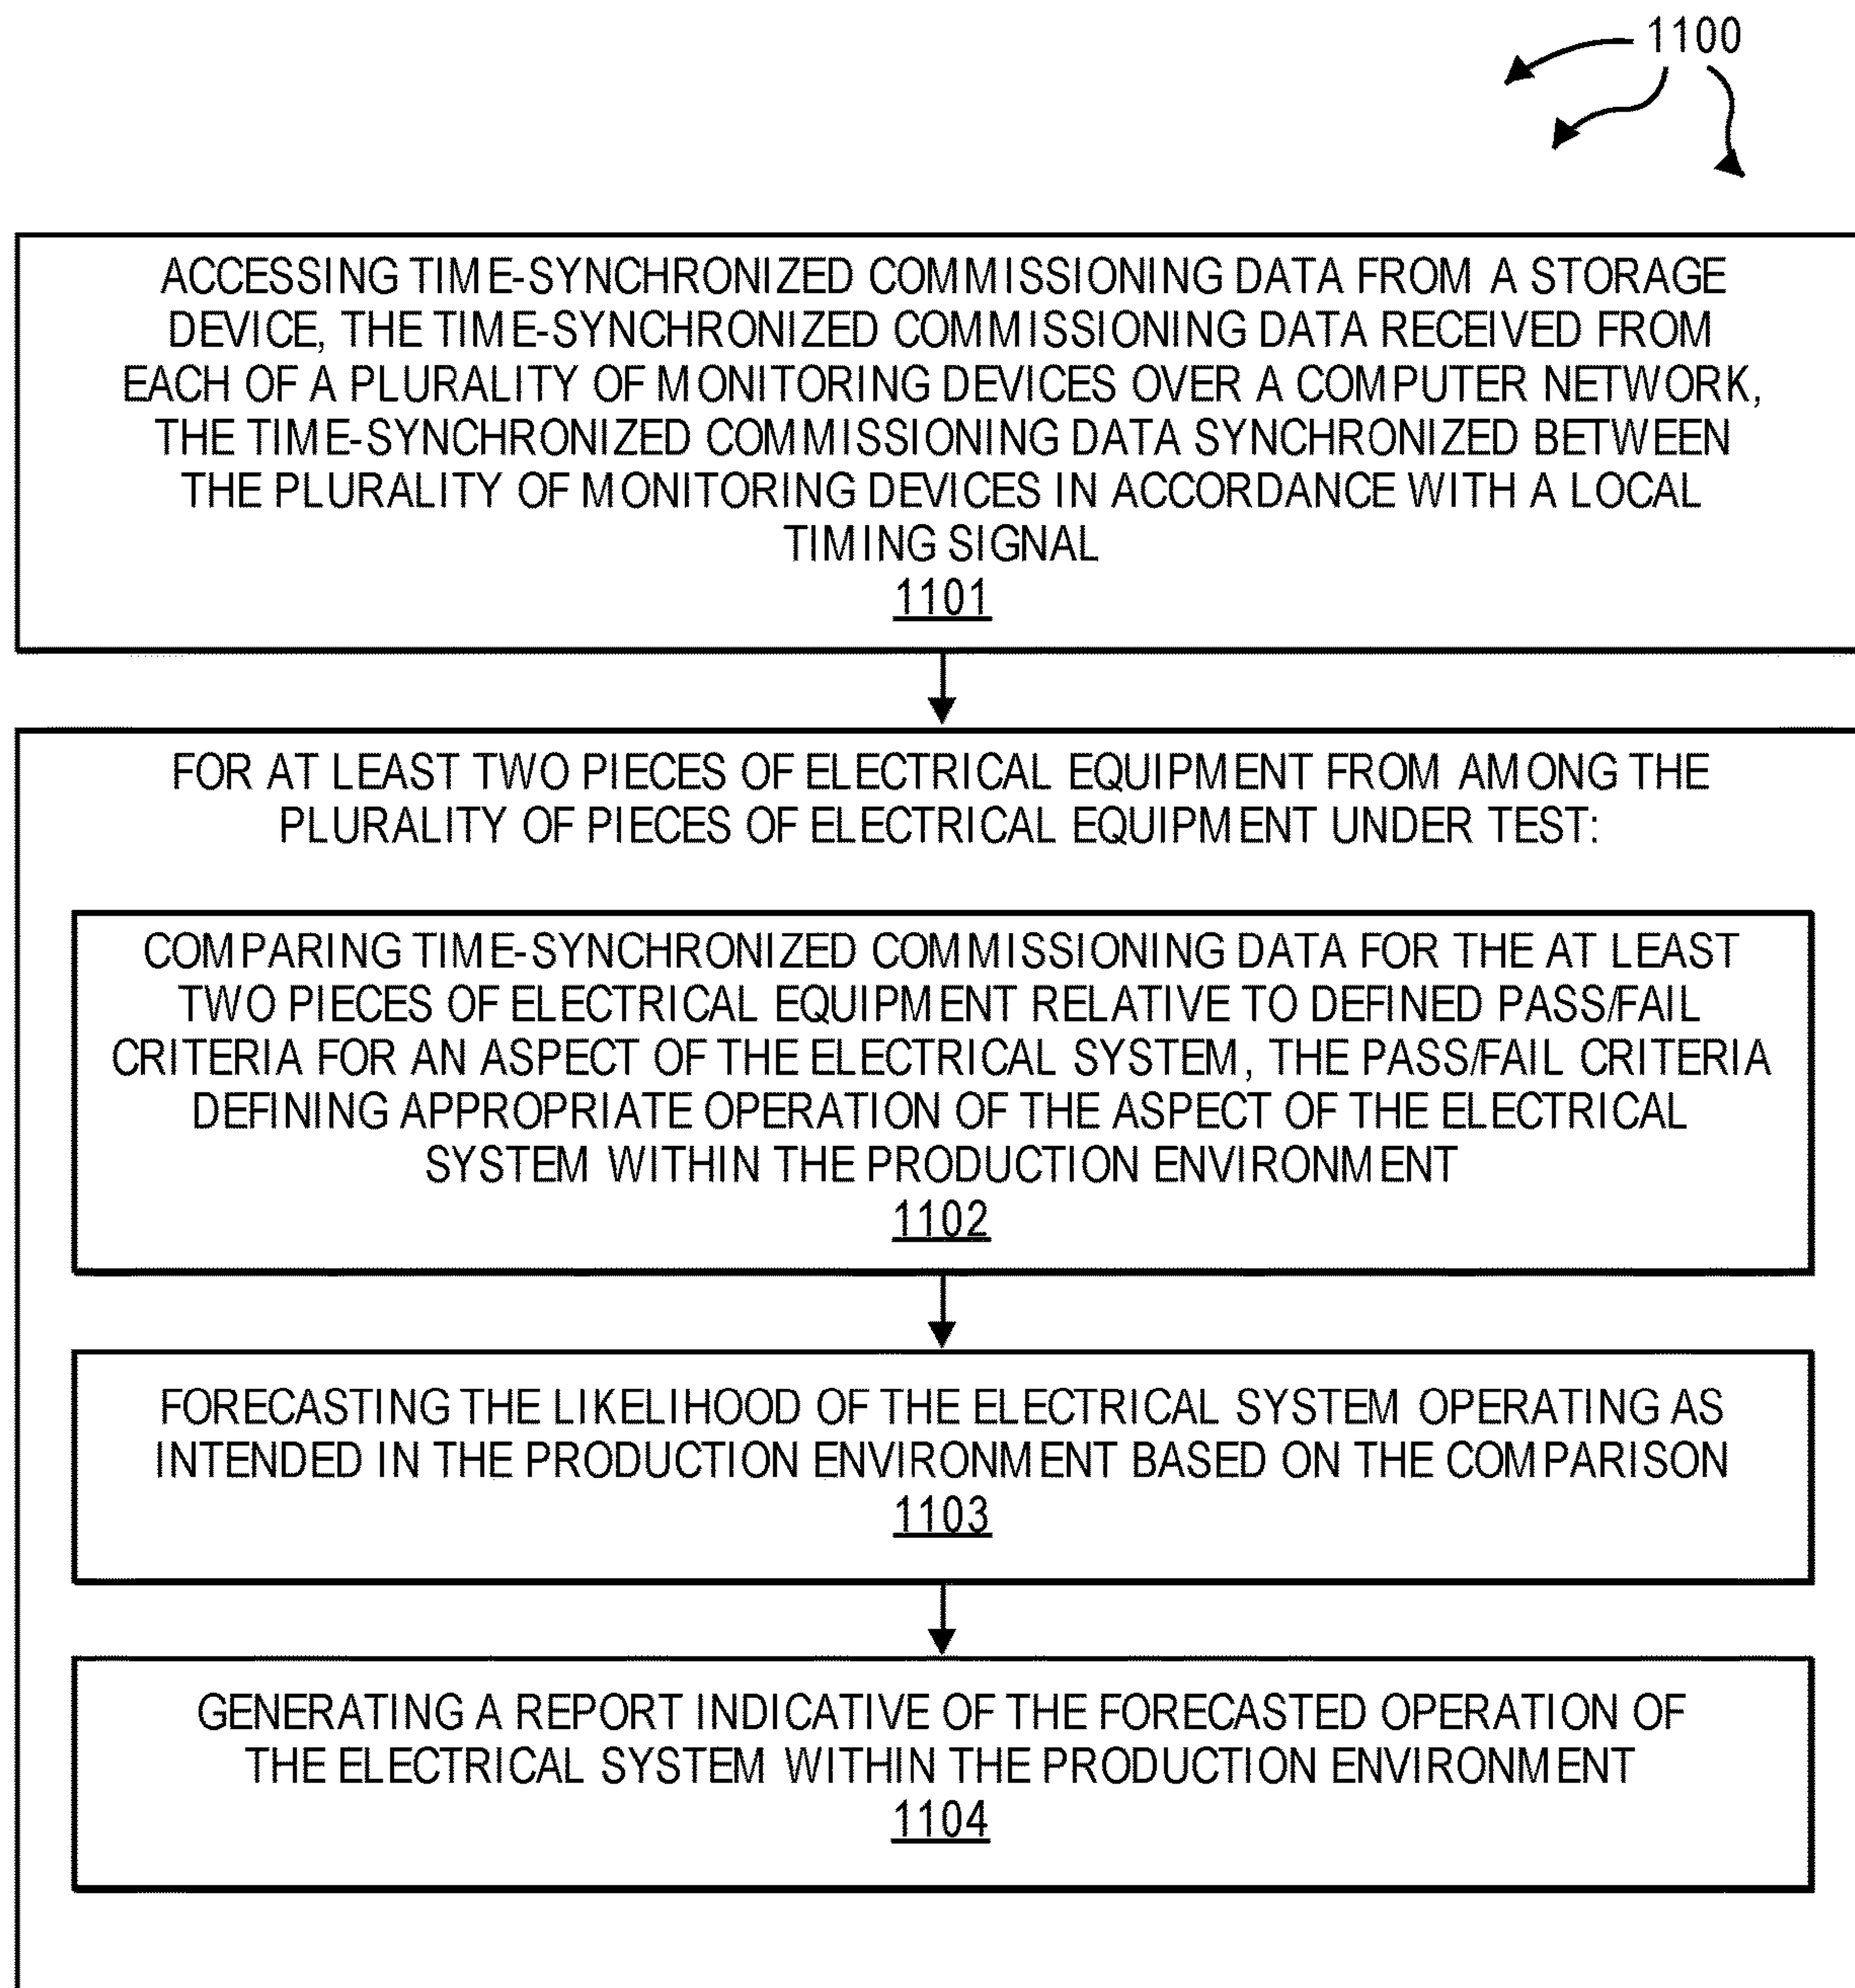 1100
ACCESSING TIME-SYNCHRONIZED COMMISSIONING DATA FROM A STORAGE
DEVICE, THE TIME-SYNCHRONIZED COMMISSIONING DATA RECEIVED FROM
EACH OF A PLURALITY OF MONITORING DEVICES OVER A COMPUTER NETWORK,
THE TIME-SYNCHRONIZED COMMISSIONING DATA SYNCHRONIZED BETWEEN
THE PLURALITY OF MONITORING DEVICES IN ACCORDANCE WITH A LOCAL
TIMING SIGNAL
1101
FOR AT LEAST TWO PIECES OF ELECTRICAL EQUIPMENT FROM AMONG THE
PLURALITY OF PIECES OF ELECTRICAL EQUIPMENT UNDER TEST:
COMPARING TIME-SYNCHRONIZED COMMISSIONING DATA FOR THE AT LEAST
TWO PIECES OF ELECTRICAL EQUIPMENT RELATIVE TO DEFINED PASS/FAIL
CRITERIA FOR AN ASPECT OF THE ELECTRICAL SYSTEM, THE PASS/FAIL CRITERIA
DEFINING APPROPRIATE OPERATION OF THE ASPECT OF THE ELECTRICAL
SYSTEM WITHIN THE PRODUCTION ENVIRONMENT
1102
FORECASTING THE LIKELIHOOD OF THE ELECTRICAL SYSTEM OPERATING AS
INTENDED IN THE PRODUCTION ENVIRONMENT BASED ON THE COMPARISON
1103
GENERATING A REPORT INDICATIVE OF THE FORECASTED OPERATION OF
THE ELECTRICAL SYSTEM WITHIN THE PRODUCTION ENVIRONMENT
1104